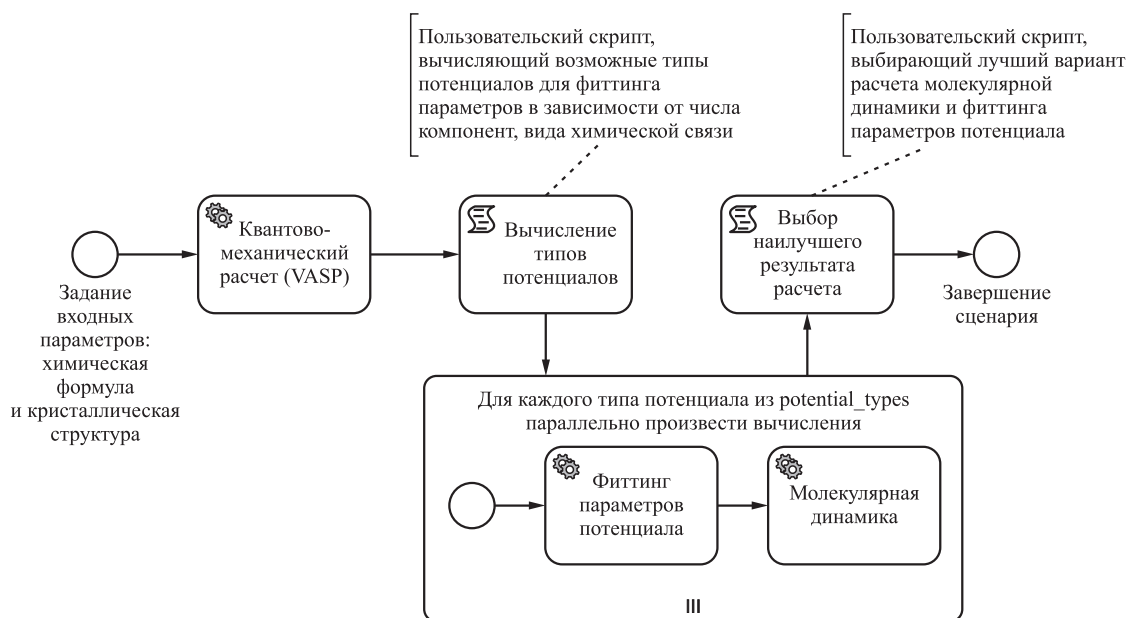 Пользовательский скрипт,
вычисляющий возможные типы
потенциалов для фиттинга
параметров в зависимости от числа
компонент, вида химической связи
Пользовательский скрипт,
выбирающий лучший вариант
расчета молекулярной
динамики и фиттинга
параметров потенциала
Задание
входных
параметров:
химическая
формула
и кристаллическая
структура
Квантово-
механический
расчет (VASP)
Вычисление
типов
потенциалов
Выбор
наилучшего
результата
расчета
Завершение
сценария
Для каждого типа потенциала из potential_types
параллельно произвести вычисления
Фиттинг
параметров
потенциала
Молекулярная
динамика